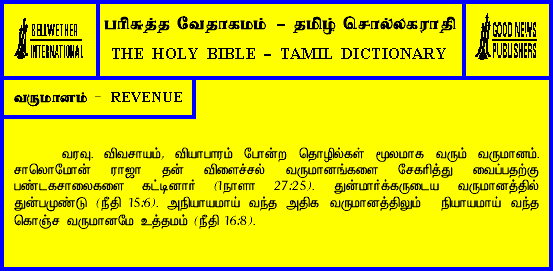 BELLWETHER
INTERNATIONAL
பரிசுத்த வேதாகமம் – தமிழ் சொல்லகராதி
THE HOLY BIBLE – TAMIL DICTIONARY
GOOD NEWS
PUBLISHERS
வருமானம் – REVENUE
வரவு. விவசாயம், வியாபாரம் போன்ற தொழில்கள் மூலமாக வரும் வருமானம்.
சாலொமோன் ராஜா தன் விளைச்சல் வருமானங்களை சேகரித்து வைப்பதற்கு
பண்டகசாலைகளை கட்டினார் (1நாளா 27:25). துன்மார்க்கருடைய வருமானத்தில்
துன்பமுண்டு (நீதி 15:6). அநியாயமாய் வந்த அதிக வருமானத்திலும் நியாயமாய் வந்த
கொஞ்ச வருமானமே உத்தமம் (நீதி 16:8).